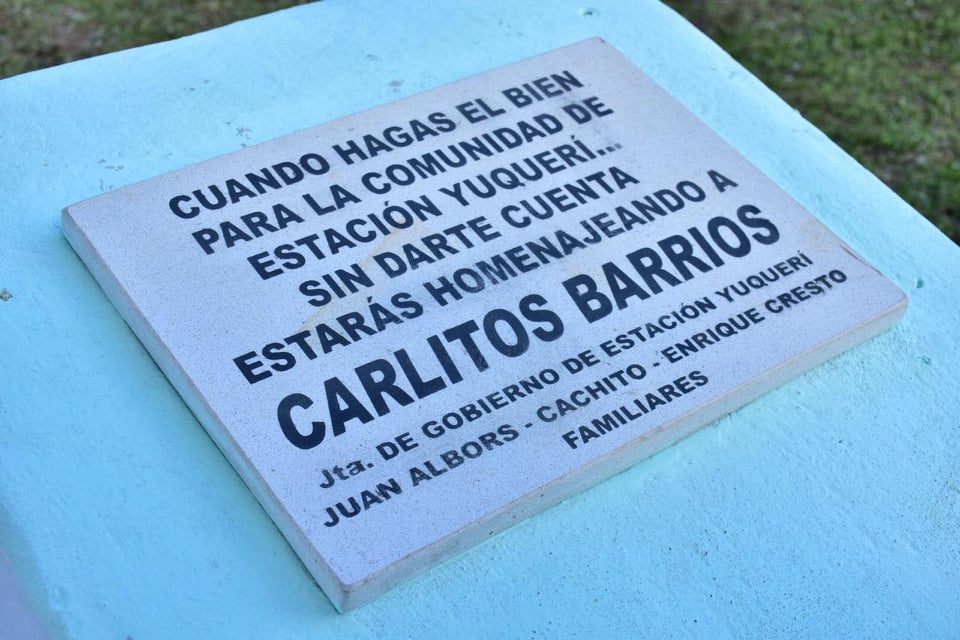 CUANDO HAGAS EL BIEN
PARA LA COMUNIDAD DE
ESTACIÓN YUQUERÍ...
SIN DARTE CUENTA
ESTARÁS HOMENAJEANDO A
CARLITOS BARRIOS
Jta. DE GOBIERNO DE ESTACIÓN YUQUERÍ
JUAN ALBORS - CACHITO - ENRIQUE CRESTO
FAMILIARES